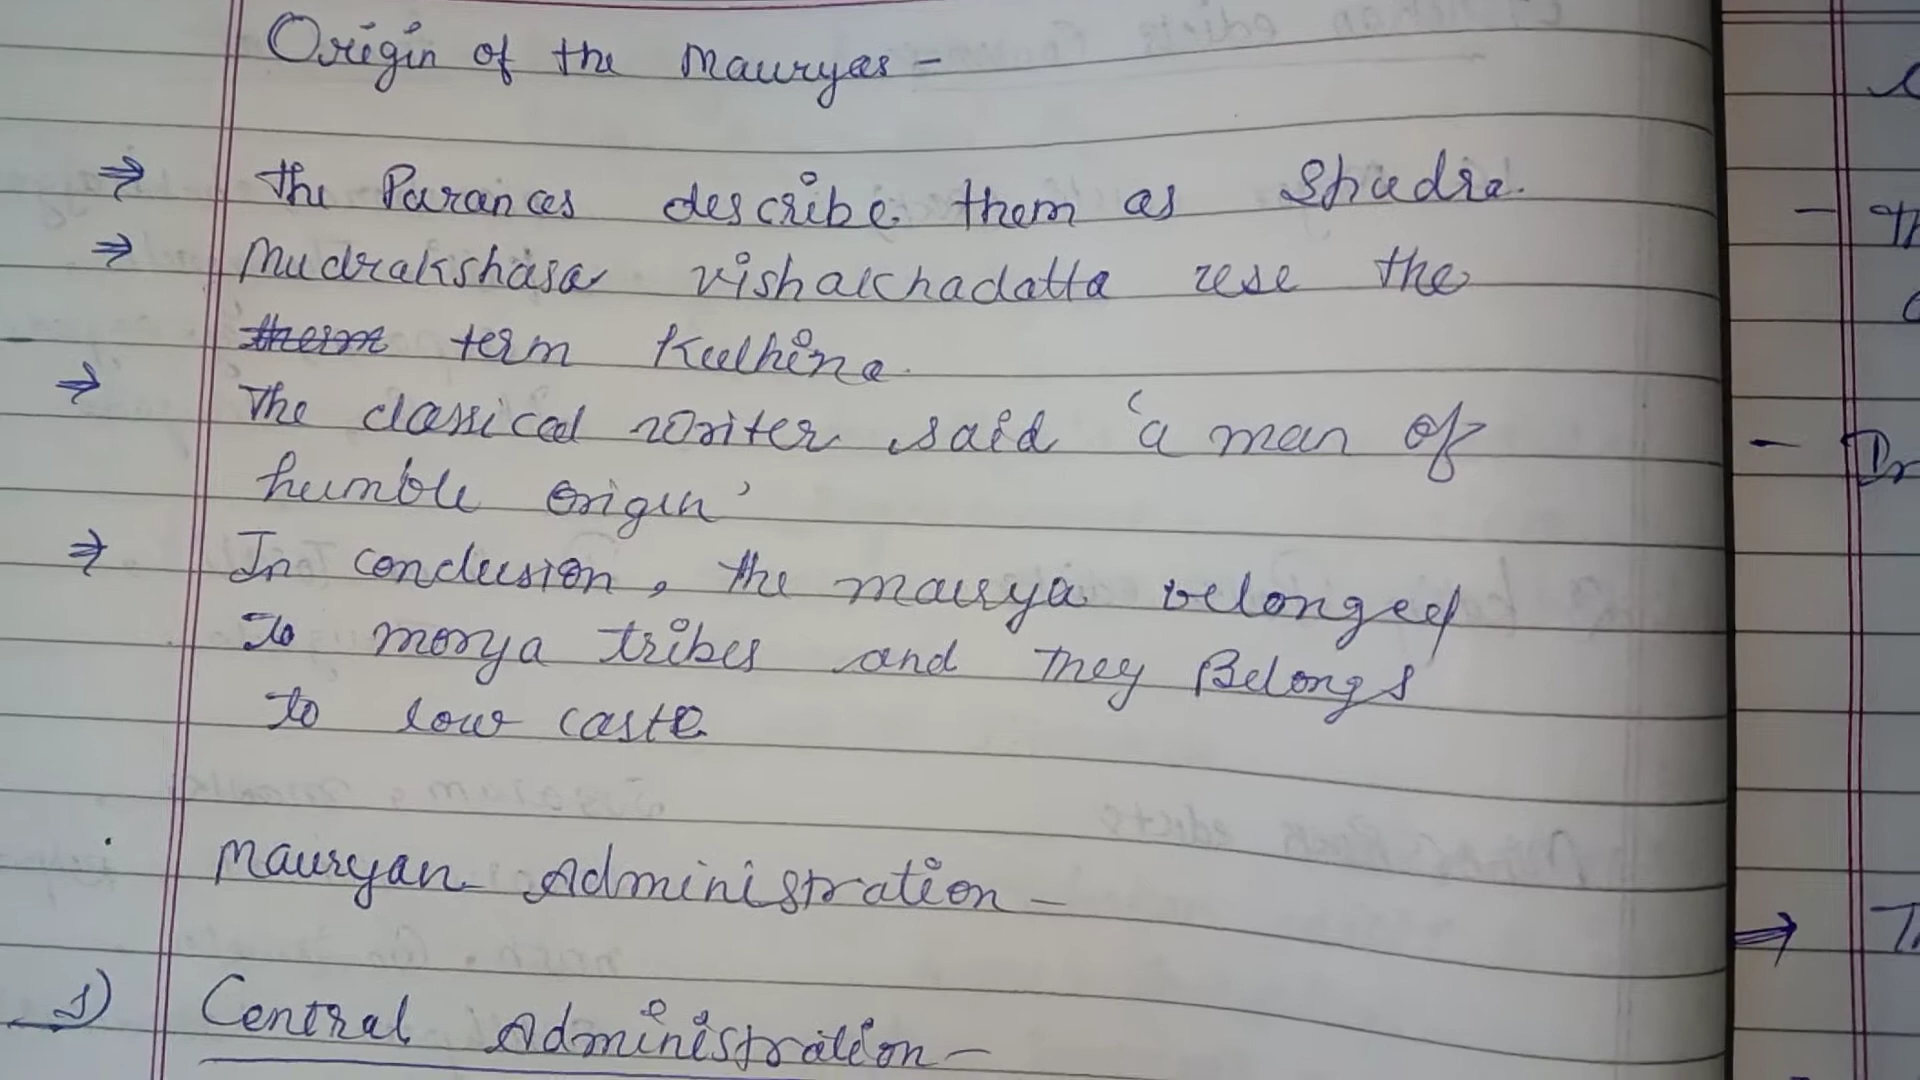 Origin of the Mauryas -
⇒ The Puranas describe them as Shudra.
⇒ Mudrakshasa vishakhadatta use the
them term Kulhina.
⇒ The classical writer said 'a man of
humble origin'
⇒ In conclusion, the maurya belonged
to morya tribes and they Belongs
to low caste
Mauryan Administration -
1) Central Administration -